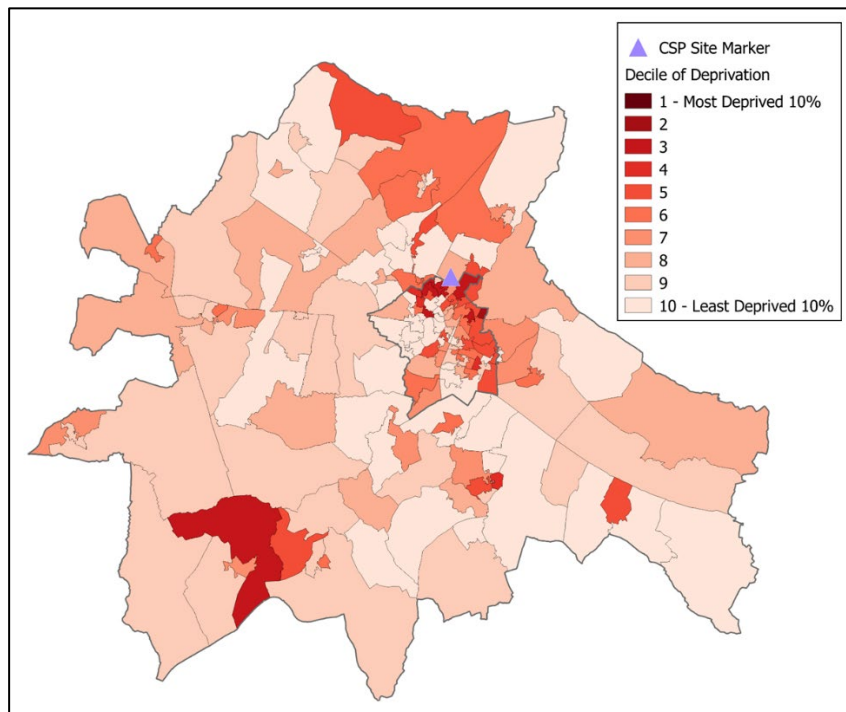 CSP Site Marker
Decile of Deprivation
1 - Most Deprived 10%
2
3
4
5
6
7
8
9
10 - Least Deprived 10%